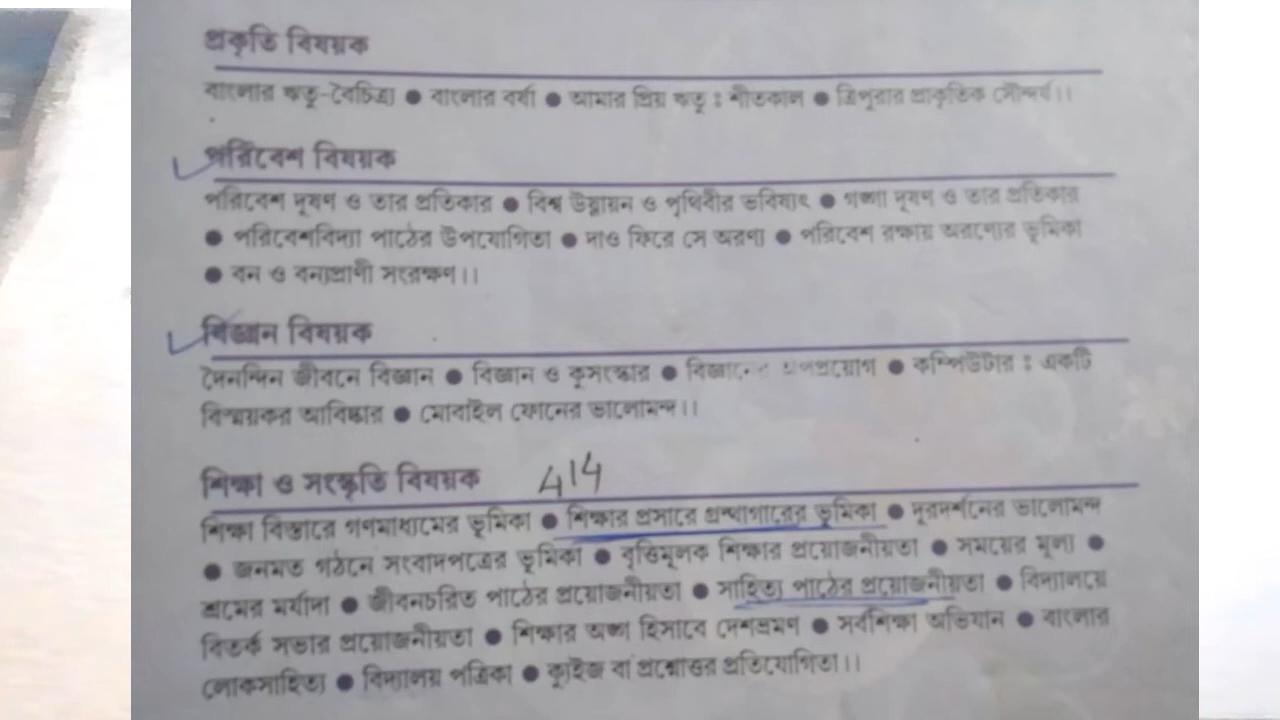 প্রকৃতি বিষয়ক
বাংলার ঋতু-বৈচিত্র্য ● বাংলার বর্ষা ● আমার প্রিয় ঋতু : শীতকাল ● ত্রিপুরার প্রাকৃতিক সৌন্দর্য।।
পরিবেশ বিষয়ক
পরিবেশ দূষণ ও তার প্রতিকার ● বিশ্ব উষ্ণায়ন ও পৃথিবীর ভবিষ্যৎ ● গঙ্গা দূষণ ও তার প্রতিকার
● পরিবেশবিদ্যা পাঠের উপযোগিতা ● দাও ফিরে সে অরণ্য ● পরিবেশ রক্ষায় অরণ্যের ভূমিকা
● বন ও বন্যপ্রাণী সংরক্ষণ।।
বিজ্ঞান বিষয়ক
দৈনন্দিন জীবনে বিজ্ঞান ● বিজ্ঞান ও কুসংস্কার ● বিজ্ঞানের অপপ্রয়োগ ● কম্পিউটার : একটি
বিস্ময়কর আবিষ্কার ● মোবাইল ফোনের ভালোমন্দ।।
শিক্ষা ও সংস্কৃতি বিষয়ক 414
শিক্ষা বিস্তারে গণমাধ্যমের ভূমিকা ● শিক্ষার প্রসারে গ্রন্থাগারের ভূমিকা ● দূরদর্শনের ভালোমন্দ
● জনমত গঠনে সংবাদপত্রের ভূমিকা ● বৃত্তিমূলক শিক্ষার প্রয়োজনীয়তা ● সময়ের মূল্য ●
শ্রমের মর্যাদা ● জীবনচরিত পাঠের প্রয়োজনীয়তা ● সাহিত্য পাঠের প্রয়োজনীয়তা ● বিদ্যালয়ে
বিতর্ক সভার প্রয়োজনীয়তা ● শিক্ষার অঙ্গ হিসাবে দেশভ্রমণ ● সর্বশিক্ষা অভিযান ● বাংলার
লোকসাহিত্য ● বিদ্যালয় পত্রিকা ● কুইজ বা প্রশ্নোত্তর প্রতিযোগিতা।।